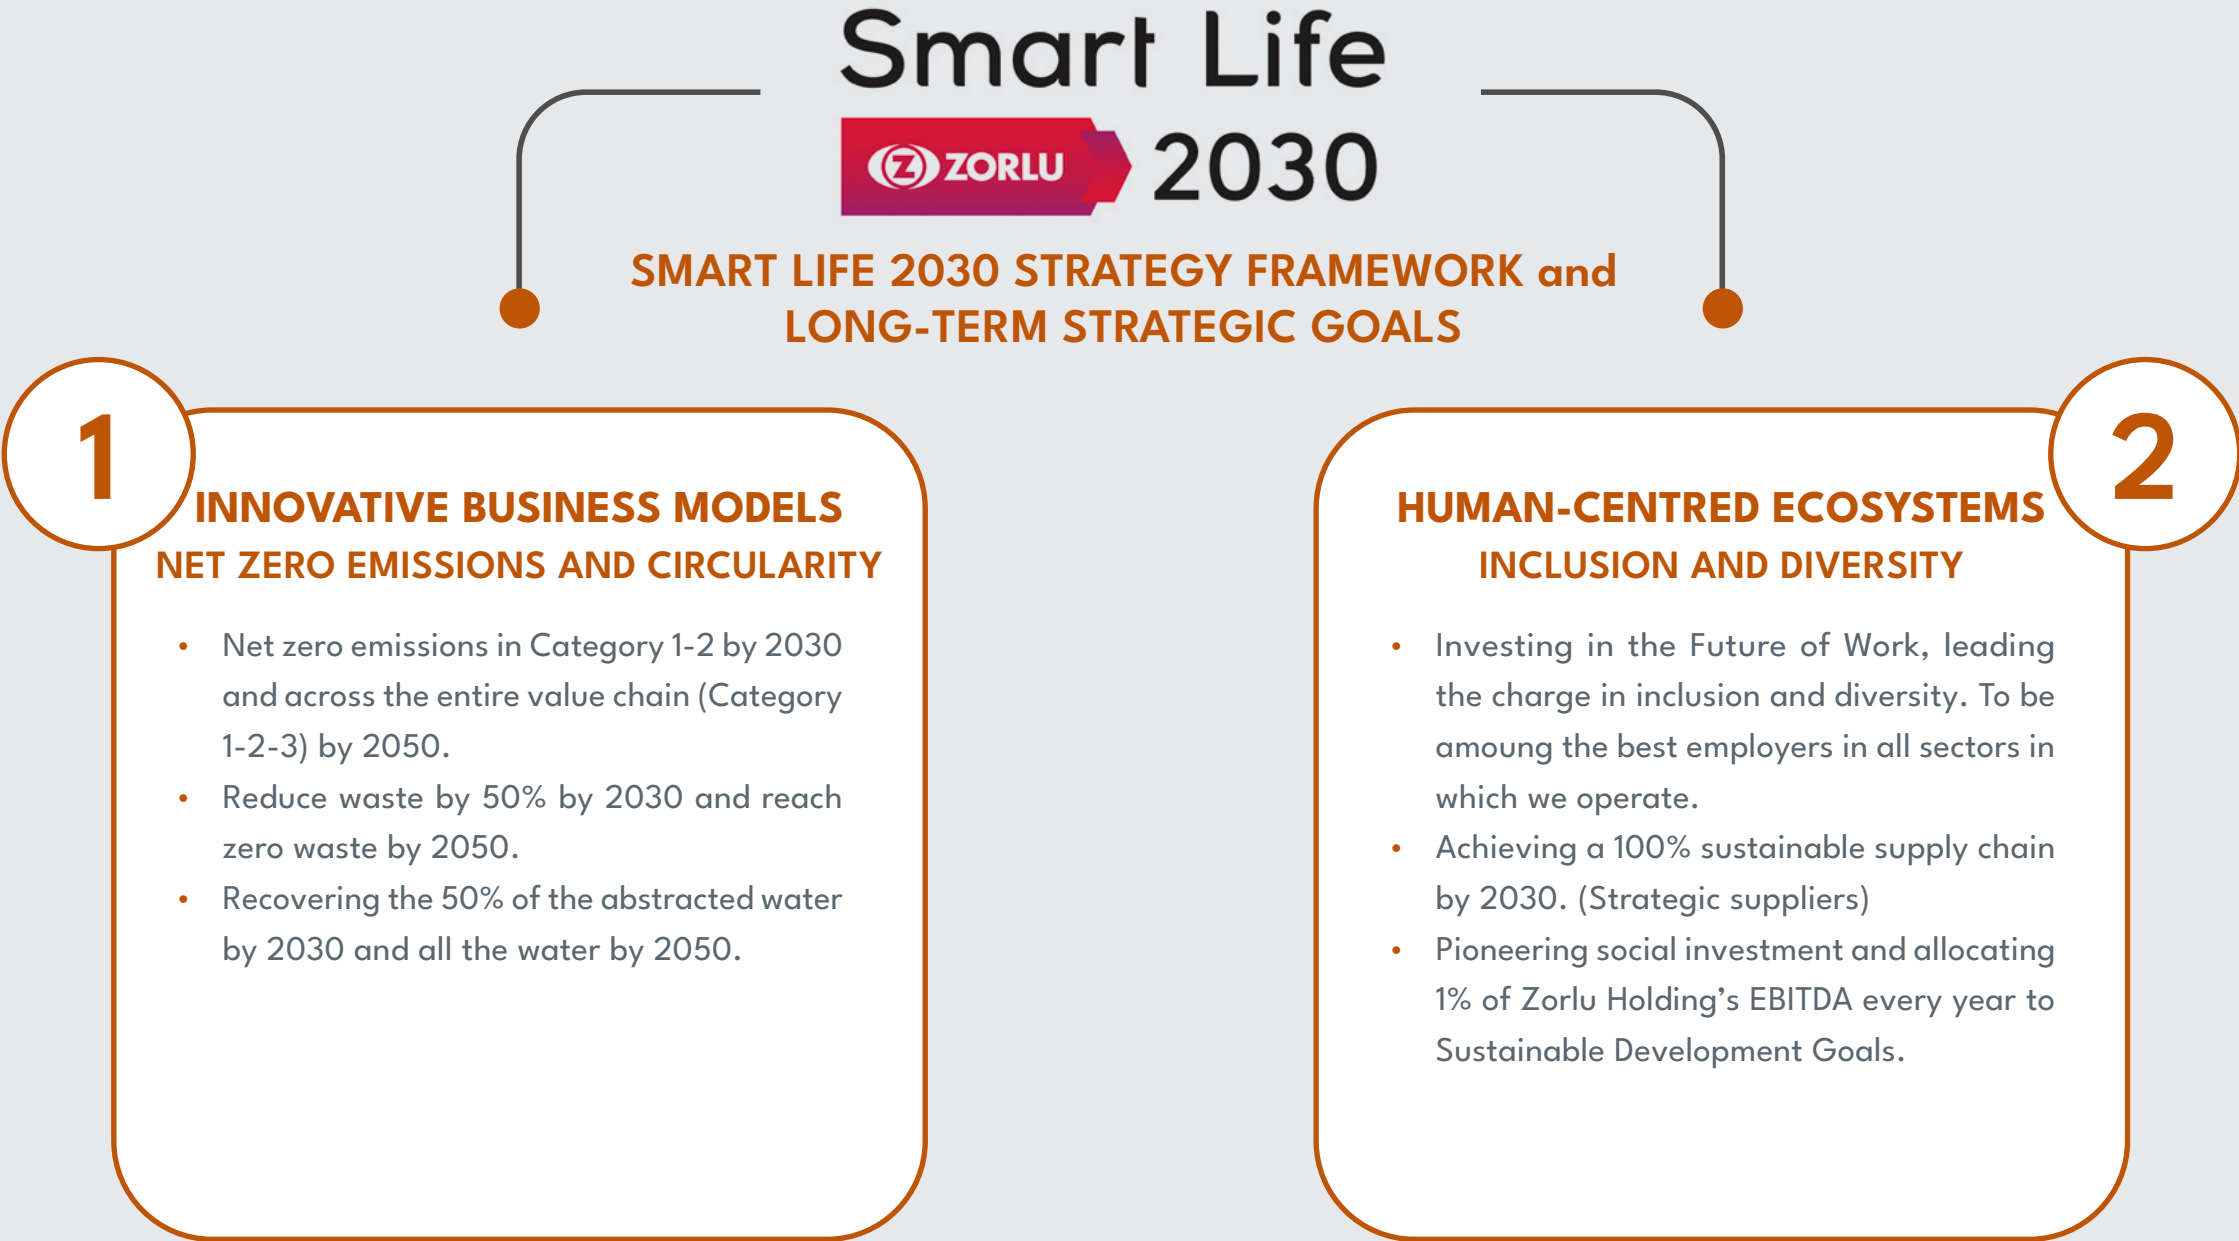 Smart Life
Z ZORLU 2030
SMART LIFE 2030 STRATEGY FRAMEWORK and
LONG-TERM STRATEGIC GOALS
1
INNOVATIVE BUSINESS MODELS
NET ZERO EMISSIONS AND CIRCULARITY
• Net zero emissions in Category 1-2 by 2030
and across the entire value chain (Category
1-2-3) by 2050.
• Reduce waste by 50% by 2030 and reach
zero waste by 2050.
• Recovering the 50% of the abstracted water
by 2030 and all the water by 2050.
2
HUMAN-CENTRED ECOSYSTEMS
INCLUSION AND DIVERSITY
• Investing in the Future of Work, leading
the charge in inclusion and diversity. To be
amoung the best employers in all sectors in
which we operate.
• Achieving a 100% sustainable supply chain
by 2030. (Strategic suppliers)
• Pioneering social investment and allocating
1% of Zorlu Holding’s EBITDA every year to
Sustainable Development Goals.